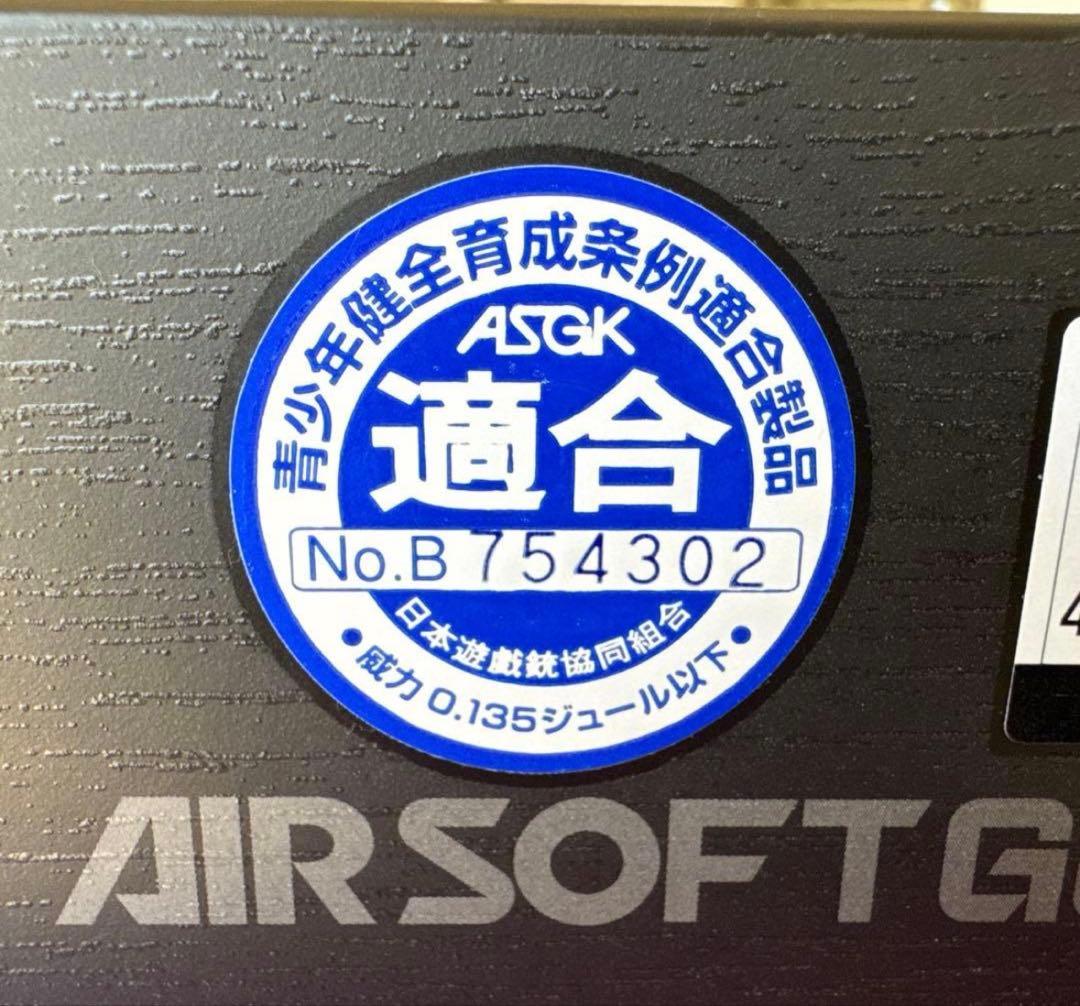 青少年健全育成条例適合製品
ASGK
適合
No.B 754302
日本遊戯銃協同組合
・威力 0.135ジュール以下・
4
AIRSOFT G